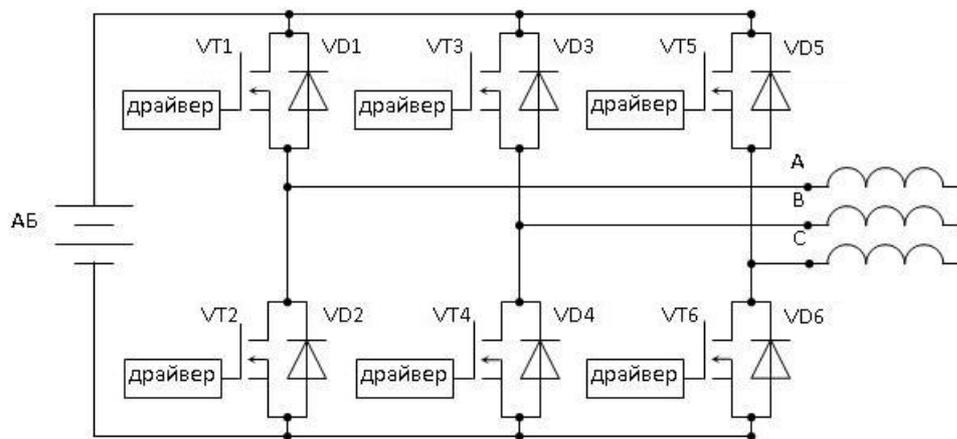 VT1 VD1 VT3 VD3 VT5 VD5
драйвер драйвер драйвер
A
B
АБ
C
VT2 VD2 VT4 VD4 VT6 VD6
драйвер драйвер драйвер